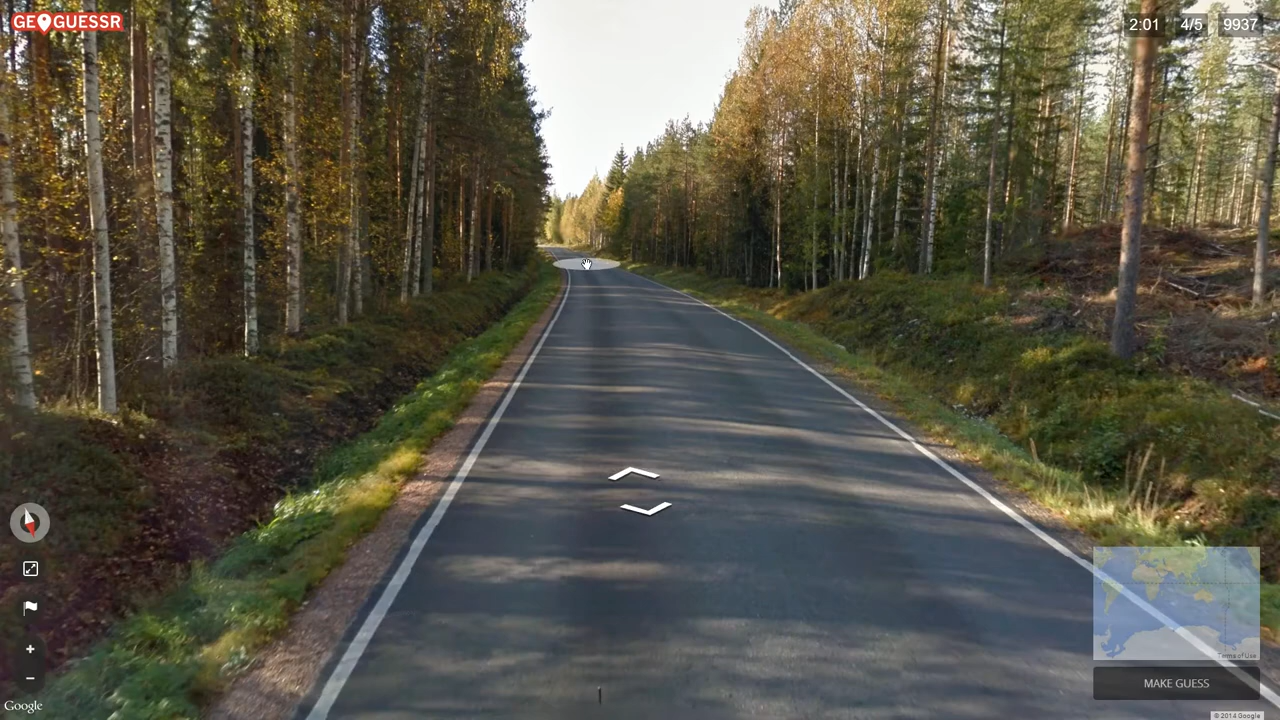 GEOGUESSR
2:01
4/5
9937
+
−
Terms of Use
MAKE GUESS
Google
© 2014 Google